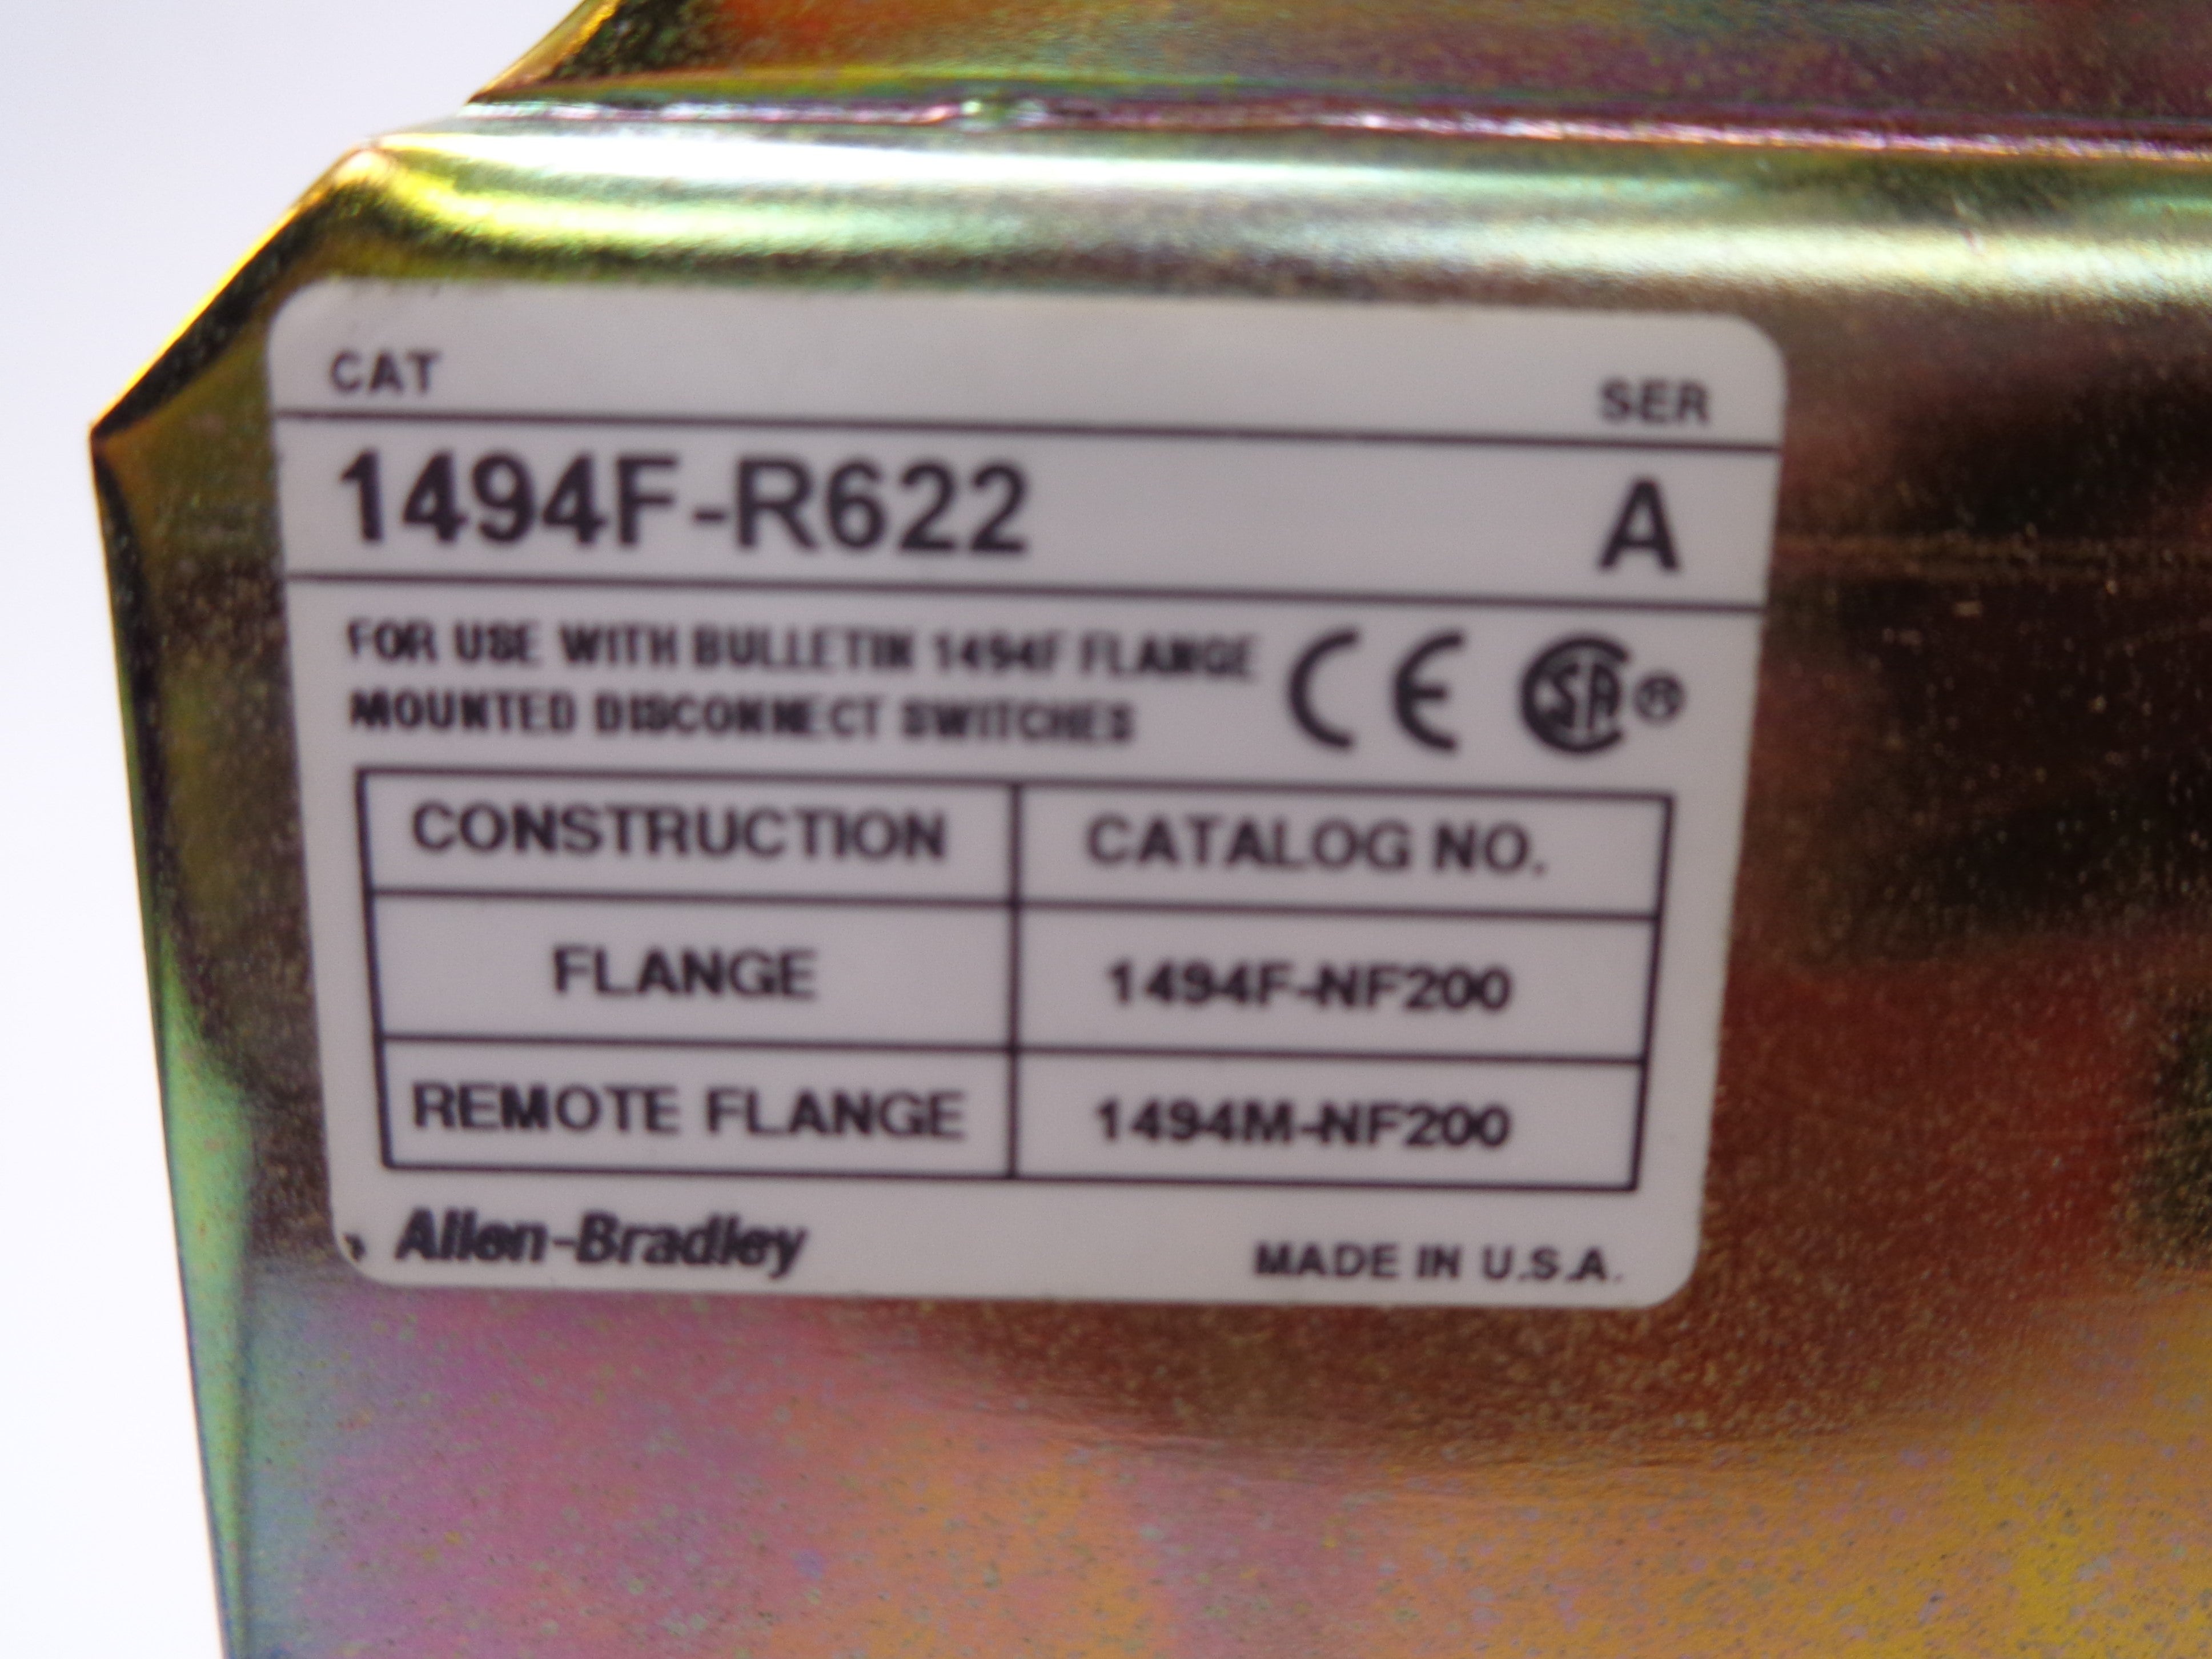 CAT SER
1494F-R622 A
FOR USE WITH BULLETIN 1494F FLANGE
MOUNTED DISCONNECT SWITCHES
CE CSA®
CONSTRUCTION CATALOG NO.
FLANGE 1494F-NF200
REMOTE FLANGE 1494M-NF200
Allen-Bradley MADE IN U.S.A.